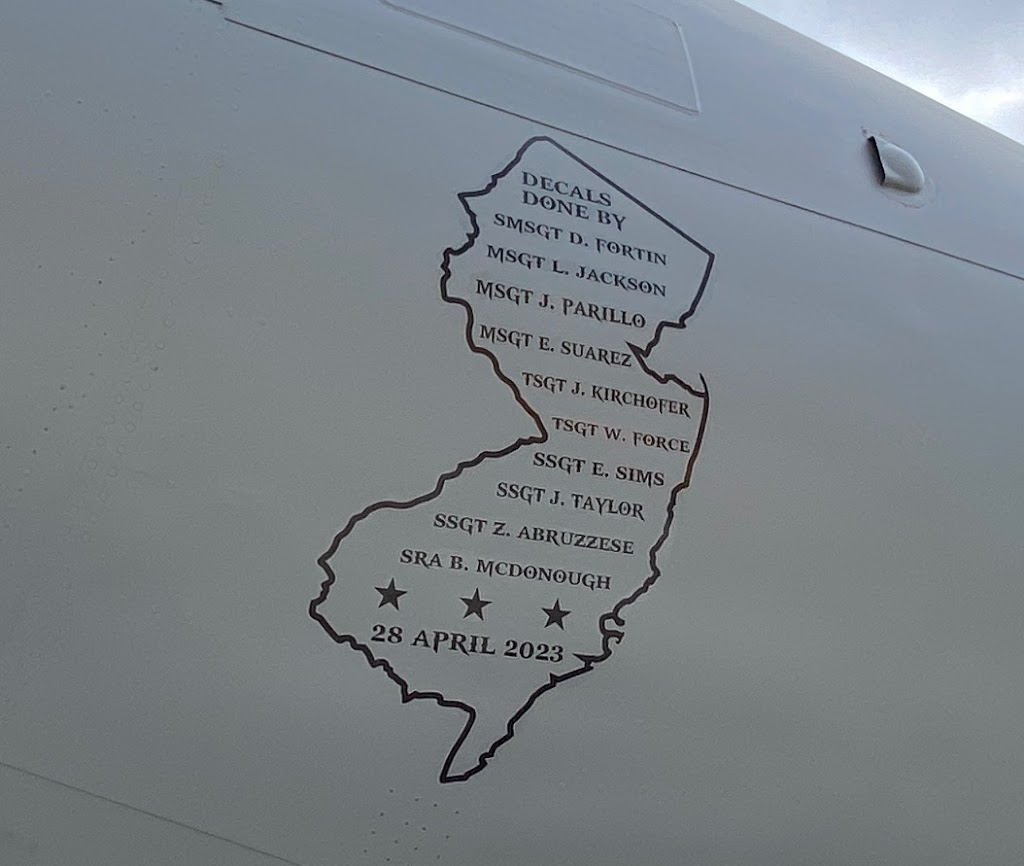 DECALS
DONE BY
SMSGT D. FORTIN
MSGT L. JACKSON
MSGT J. PARILLO
MSGT E. SUAREZ
TSGT J. KIRCHOFER
TSGT W. FORCE
SSGT E. SIMS
SSGT J. TAYLOR
SSGT Z. ABRUZZESE
SRA B. MCDONOUGH
28 APRIL 2023